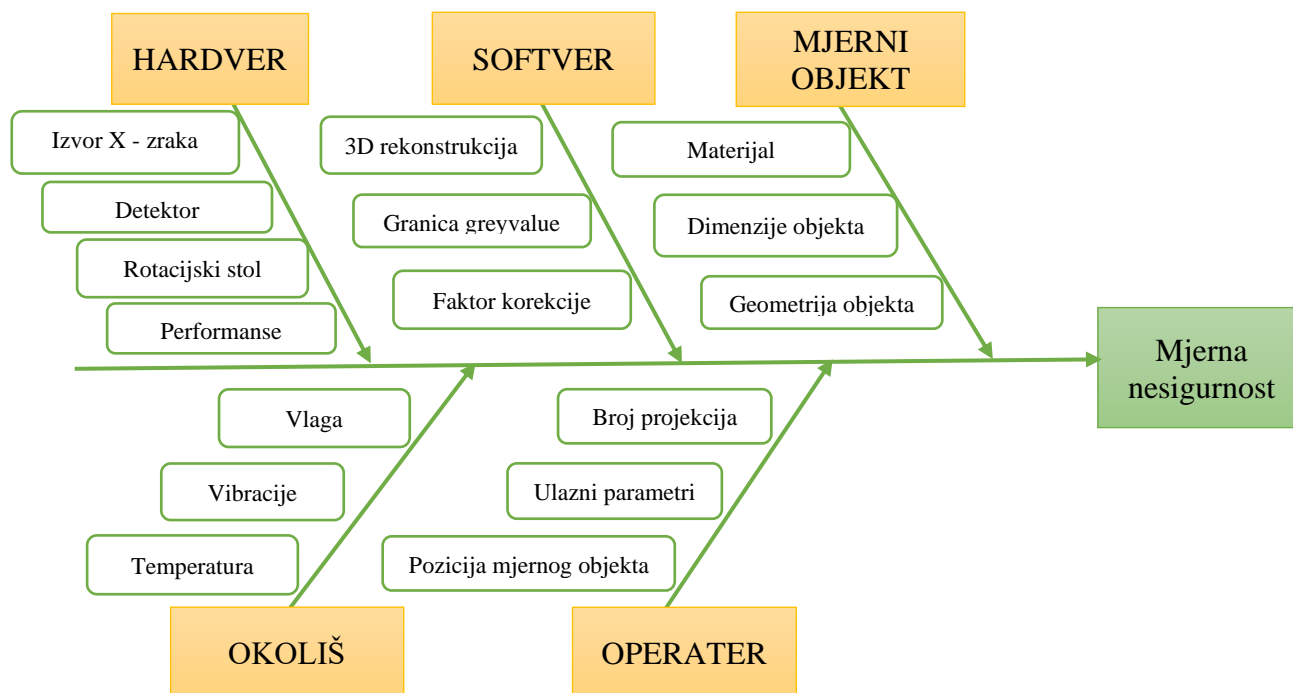 HARDVER
SOFTVER
MJERNI
OBJEKT
Izvor X - zraka
Detektor
Rotacijski stol
Performanse
3D rekonstrukcija
Granica greyvalue
Faktor korekcije
Materijal
Dimenzije objekta
Geometrija objekta
Mjerna
nesigurnost
Vlaga
Vibracije
Temperatura
Broj projekcija
Ulazni parametri
Pozicija mjernog objekta
OKOLIŠ
OPERATER